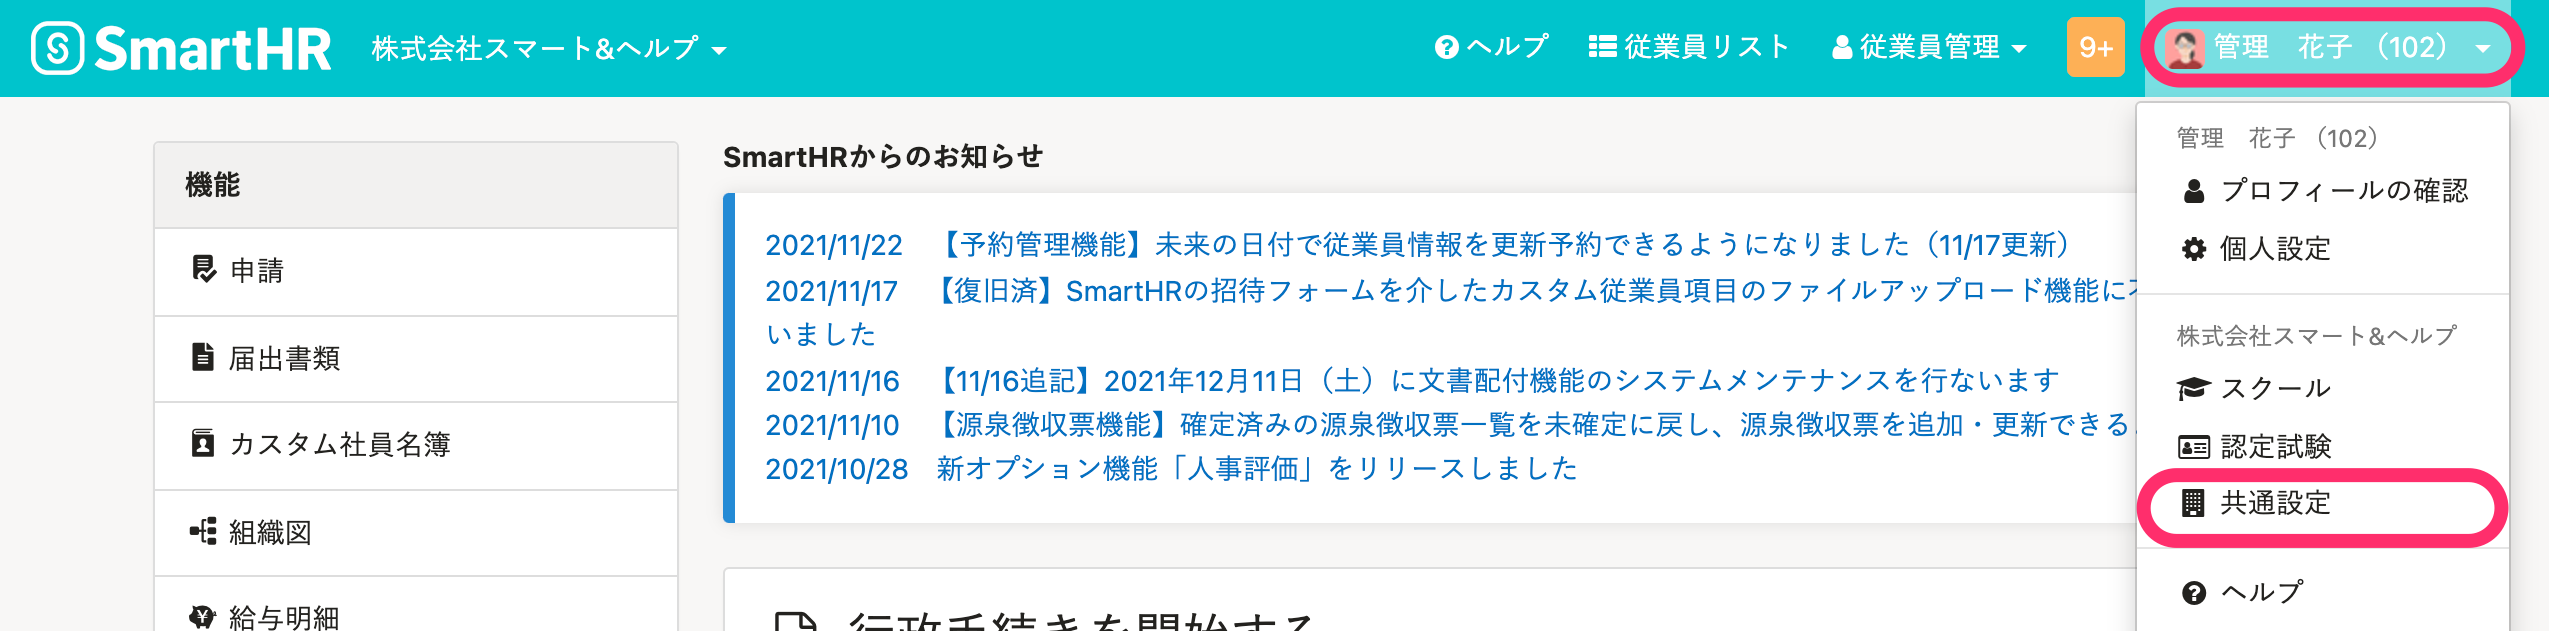 SmartHR 株式会社スマート&ヘルプ ヘルプ 従業員リスト 従業員管理 9+ 管理　花子（102）
機能
申請
届出書類
カスタム社員名簿
組織図
給与明細
SmartHRからのお知らせ
2021/11/22 【予約管理機能】未来の日付で従業員情報を更新予約できるようになりました（11/17更新）
2021/11/17 【復旧済】SmartHRの招待フォームを介したカスタム従業員項目のファイルアップロード機能に
いました
2021/11/16 【11/16追記】2021年12月11日（土）に文書配付機能のシステムメンテナンスを行ないます
2021/11/10 【源泉徴収票機能】確定済みの源泉徴収票一覧を未確定に戻し、源泉徴収票を追加・更新できる
2021/10/28 新オプション機能「人事評価」をリリースしました
行政手続きを開始する
管理　花子（102）
プロフィールの確認
個人設定
株式会社スマート&ヘルプ
スクール
認定試験
共通設定
ヘルプ